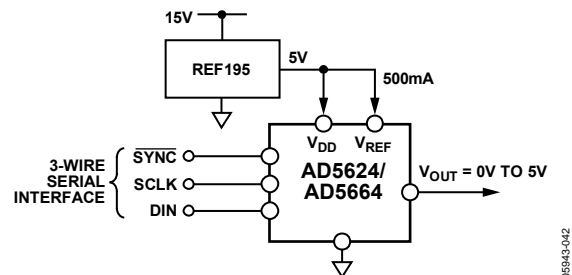 15V
5V
REF195
500mA
V_DD V_REF
3-WIRE
SERIAL
INTERFACE
SYNC
SCLK
DIN
AD5624/
AD5664
V_OUT = 0V TO 5V
05943-042